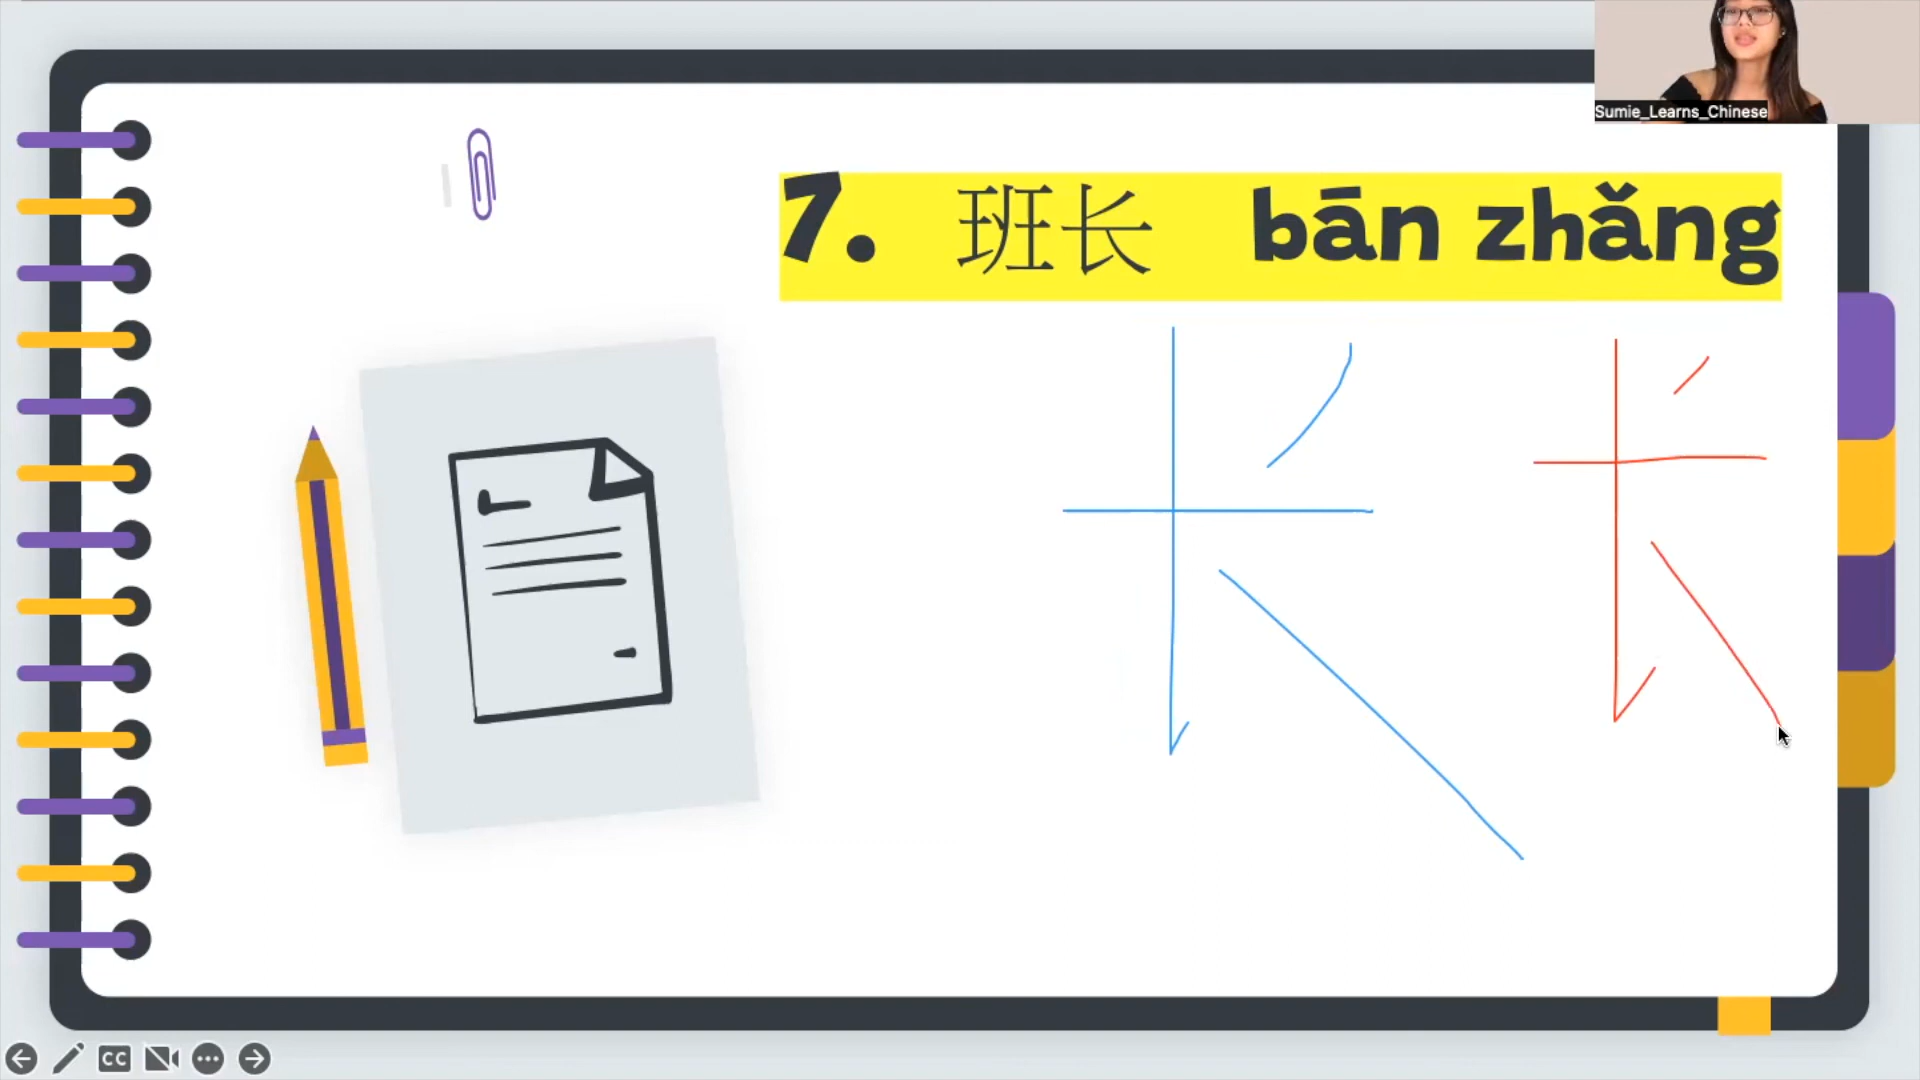 Sumie_Learns_Chinese
7. 班长 bān zhǎng
长 长
CC